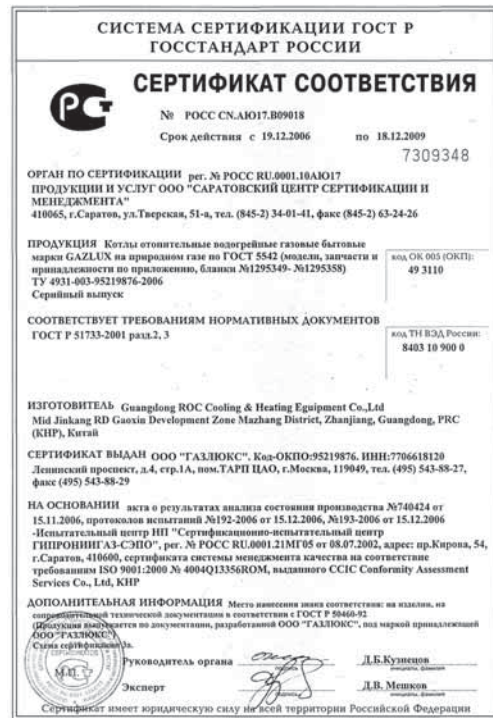 СИСТЕМА СЕРТИФИКАЦИИ ГОСТ Р
ГОССТАНДАРТ РОССИИ
СЕРТИФИКАТ СООТВЕТСТВИЯ
№ РОСС CN.АЮ17.В09018
Срок действия с 19.12.2006 по 18.12.2009
7309348
ОРГАН ПО СЕРТИФИКАЦИИ рег. № РОСС RU.0001.10АЮ17
ПРОДУКЦИИ И УСЛУГ ООО "САРАТОВСКИЙ ЦЕНТР СЕРТИФИКАЦИИ И
МЕНЕДЖМЕНТА"
410065, г.Саратов, ул.Тверская, 51-а, тел. (845-2) 34-01-41, факс (845-2) 63-24-26
ПРОДУКЦИЯ Котлы отопительные водогрейные газовые бытовые
марки GAZLUX на природном газе по ГОСТ 5542 (модели, запчасти и
принадлежности по приложению, бланки №1295349- №1295358)
ТУ 4931-003-95219876-2006
Серийный выпуск
код ОК 005 (ОКП):
49 3110
СООТВЕТСТВУЕТ ТРЕБОВАНИЯМ НОРМАТИВНЫХ ДОКУМЕНТОВ
ГОСТ Р 51733-2001 разд.2, 3
код ТН ВЭД России:
8403 10 900 0
ИЗГОТОВИТЕЛЬ Guangdong ROC Cooling & Heating Eguipment Co.,Ltd
Mid Jinkang RD Gaoxin Development Zone Mazhang District, Zhanjiang, Guangdong, PRC
(КНР), Китай
СЕРТИФИКАТ ВЫДАН ООО "ГАЗЛЮКС". Код-ОКПО:95219876. ИНН:7706618120
Ленинский проспект, д.4, стр.1А, пом.ТАРП ЦАО, г.Москва, 119049, тел. (495) 543-88-27,
факс (495) 543-88-29
НА ОСНОВАНИИ акта о результатах анализа состояния производства №740424 от
15.11.2006, протоколов испытаний №192-2006 от 15.12.2006, №193-2006 от 15.12.2006
-Испытательный центр НП "Сертификационно-испытательный центр
ГИПРОНИИГАЗ-СЭПО", рег. № РОСС RU.0001.21МГ05 от 08.07.2002, адрес: пр.Кирова, 54,
г.Саратов, 410600, сертификата системы менеджмента качества на соответствие
требованиям ISO 9001:2000 № 4004Q13356ROM, выданного CCIC Conformity Assessment
Services Co., Ltd, КНР
ДОПОЛНИТЕЛЬНАЯ ИНФОРМАЦИЯ Место нанесения знака соответствия: на изделии, на
сопроводительной технической документации в соответствии с ГОСТ Р 50460-92
(Продукция выпускается по документации, разработанной ООО "ГАЗЛЮКС", под маркой принадлежащей
ООО "ГАЗЛЮКС")
Схема сертификации 3а.
М.П.
Руководитель органа
подпись
Д.Б.Кузнецов
инициалы, фамилия
Эксперт
подпись
Д.В. Мешков
инициалы, фамилия
Сертификат имеет юридическую силу на всей территории Российской Федерации